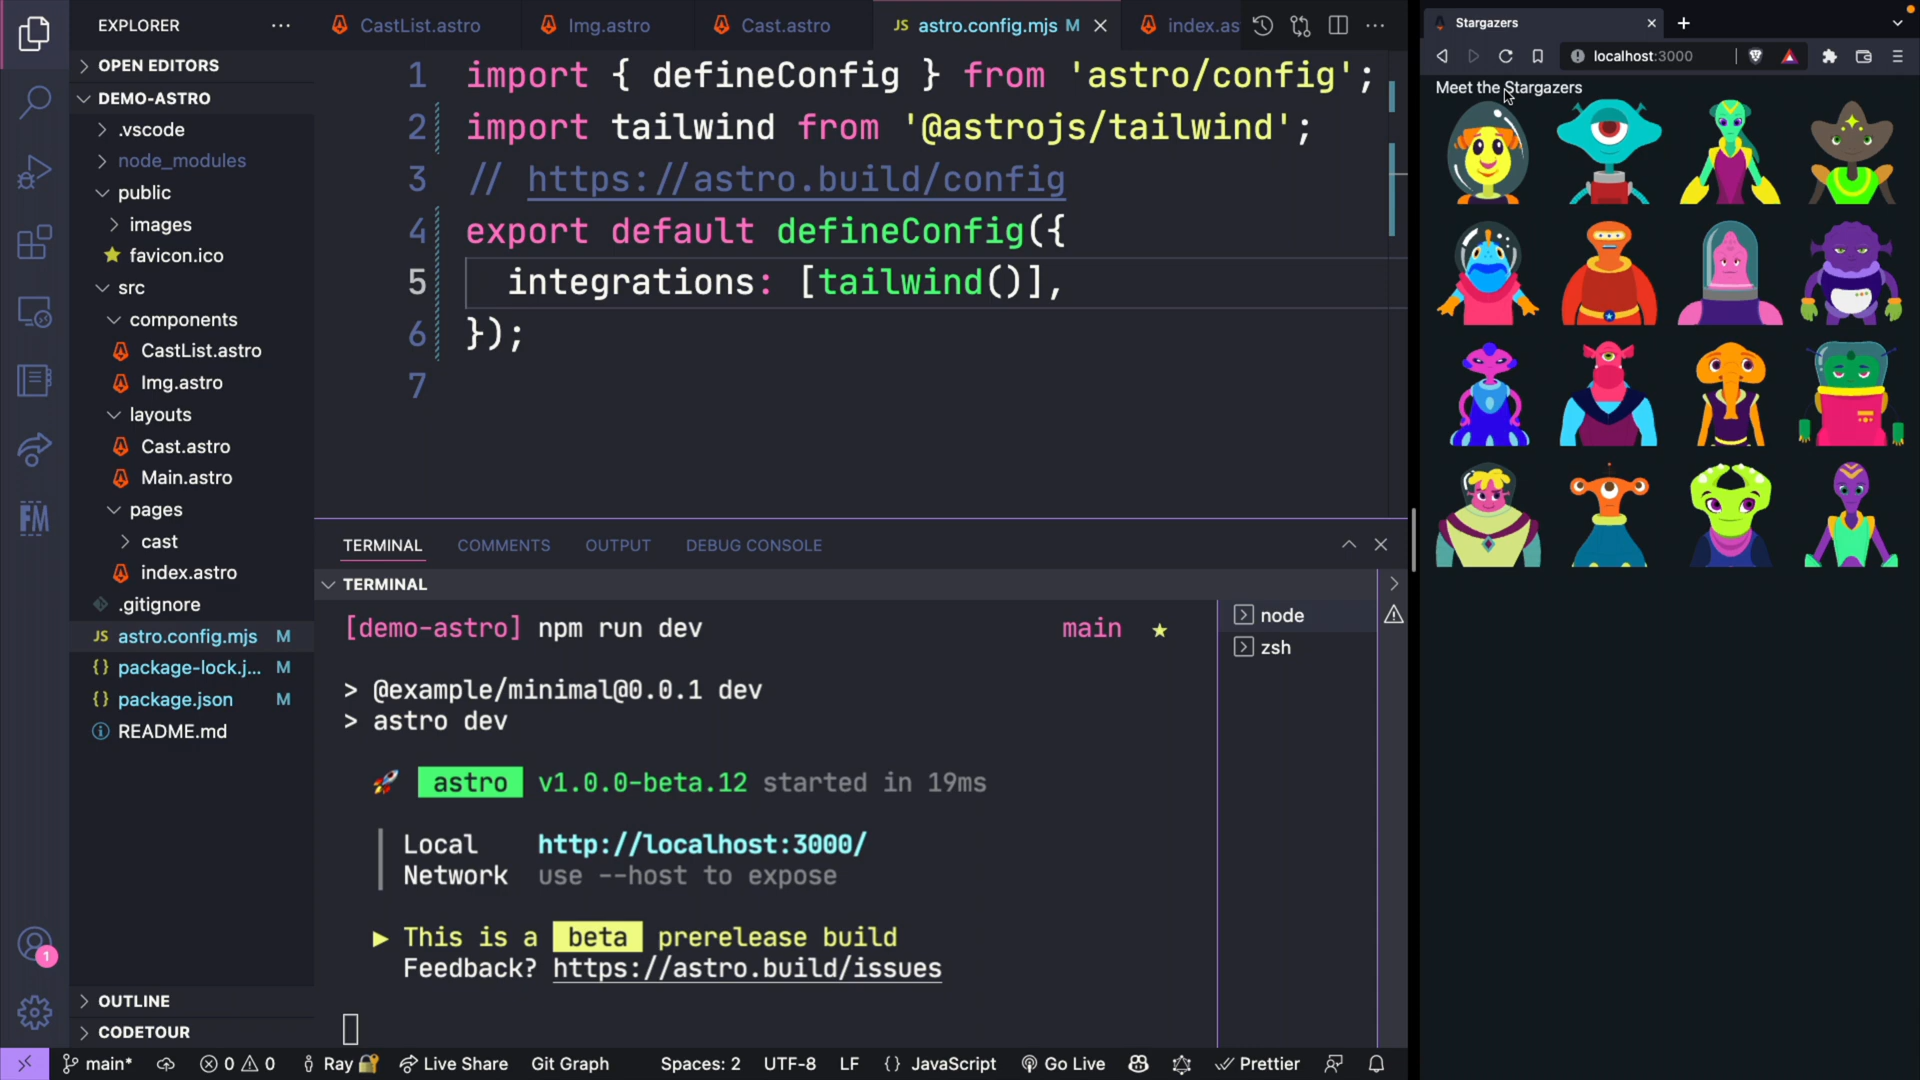 EXPLORER
OPEN EDITORS
DEMO-ASTRO
.vscode
node_modules
public
images
favicon.ico
src
components
CastList.astro
Img.astro
layouts
Cast.astro
Main.astro
pages
cast
index.astro
.gitignore
astro.config.mjs M
package-lock.j... M
package.json M
README.md
OUTLINE
CODETOUR
CastList.astro
Img.astro
Cast.astro
JS astro.config.mjs M
index.as
1 import { defineConfig } from 'astro/config';
2 import tailwind from '@astrojs/tailwind';
3 // https://astro.build/config
4 export default defineConfig({
5 integrations: [tailwind()],
6 });
7
TERMINAL COMMENTS OUTPUT DEBUG CONSOLE
TERMINAL
[demo-astro] npm run dev main
> @example/minimal@0.0.1 dev
> astro dev
astro v1.0.0-beta.12 started in 19ms
Local http://localhost:3000/
Network use --host to expose
This is a beta prerelease build
Feedback? https://astro.build/issues
node
zsh
Stargazers
localhost:3000
Meet the Stargazers
FM
1
main* 0 0 Ray Live Share Git Graph Spaces: 2 UTF-8 LF {} JavaScript Go Live Prettier